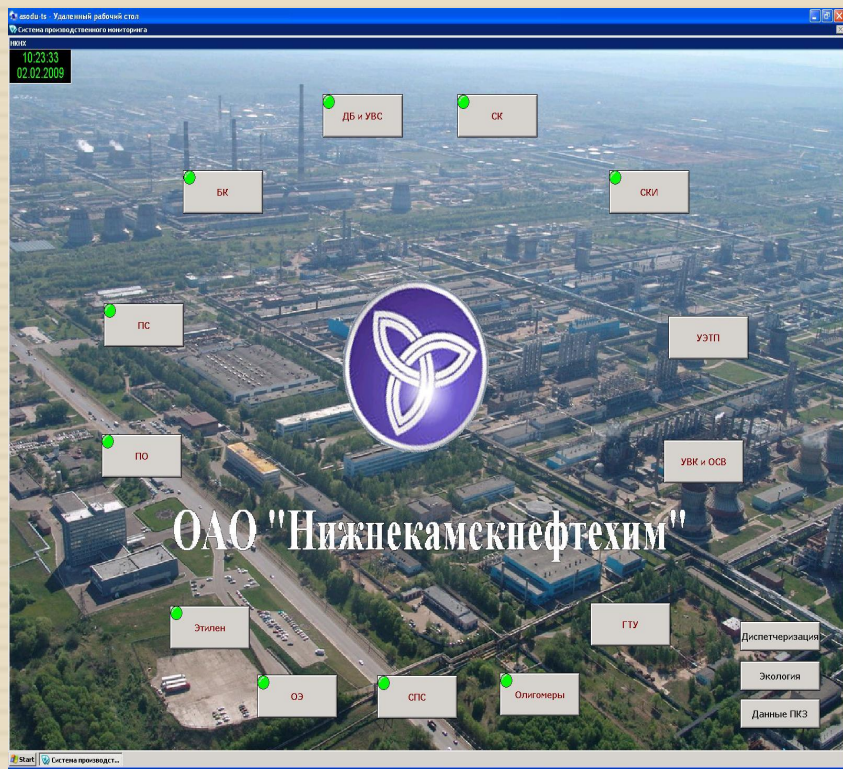 asodu-ts - Удаленный рабочий стол
Система производственного мониторинга
НКНХ
10:23:33
02.02.2009
ДБ и УВС
СК
БК
СКИ
ПС
УЭТП
ПО
УВК и ОСВ
ОАО "Нижнекамскнефтехим"
Этилен
ГТУ
Диспетчеризация
ОЭ
СПС
Олигомеры
Экология
Данные ПКЗ
Start
Система производст...